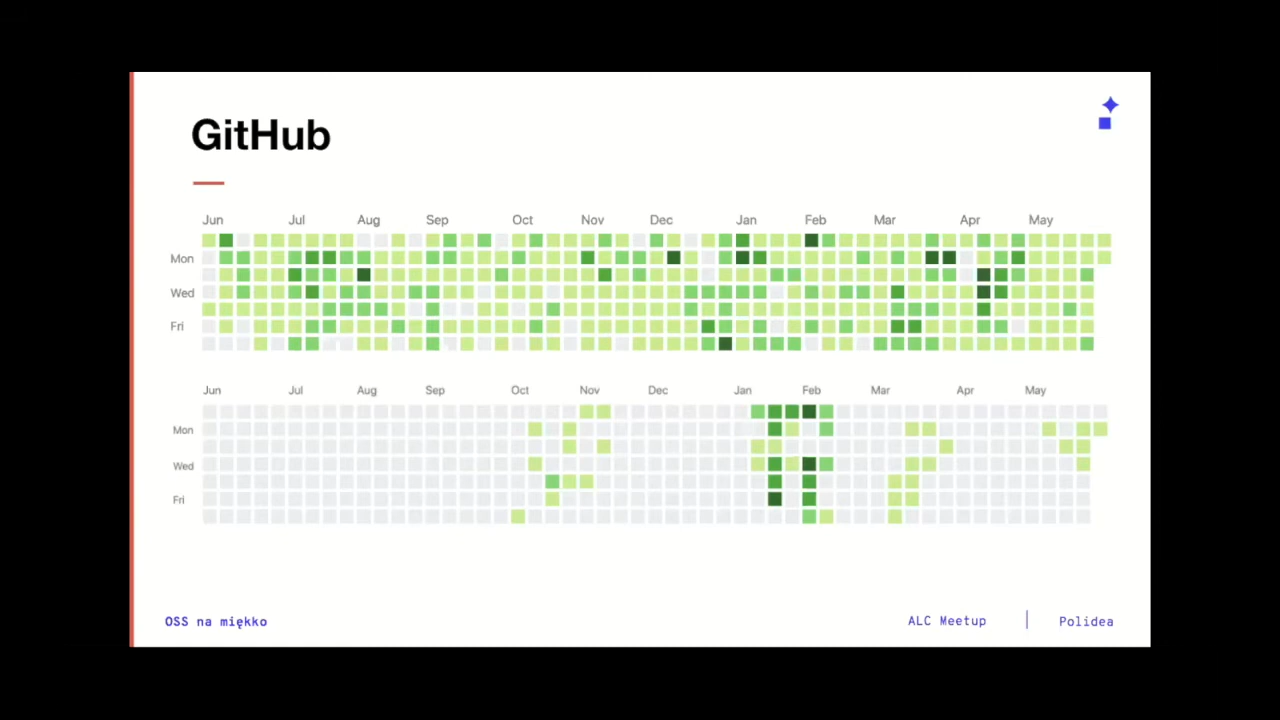 GitHub
Jun Jul Aug Sep Oct Nov Dec Jan Feb Mar Apr May
Mon
Wed
Fri
Jun Jul Aug Sep Oct Nov Dec Jan Feb Mar Apr May
Mon
Wed
Fri
OSS na miękko ALC Meetup Polidea